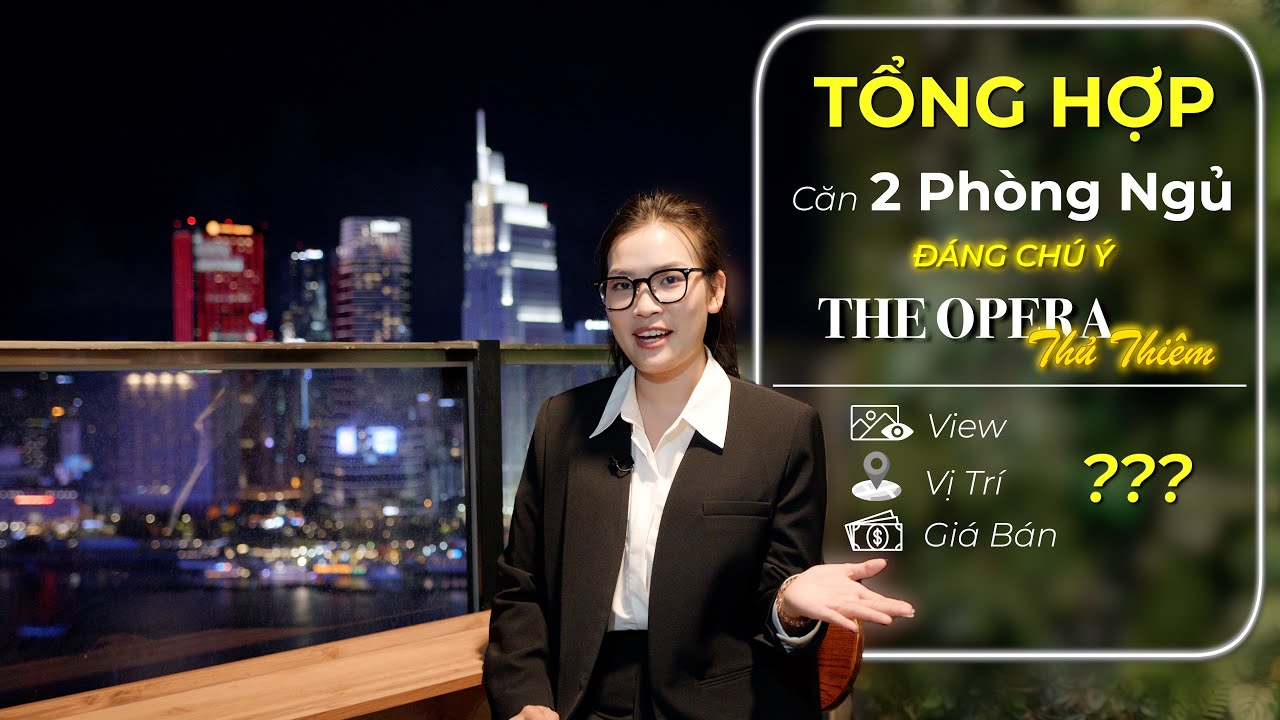 TỔNG HỢP
Căn 2 Phòng Ngủ
ĐÁNG CHÚ Ý
THE OPERA
Thủ Thiêm
View
Vị Trí
???
Giá Bán